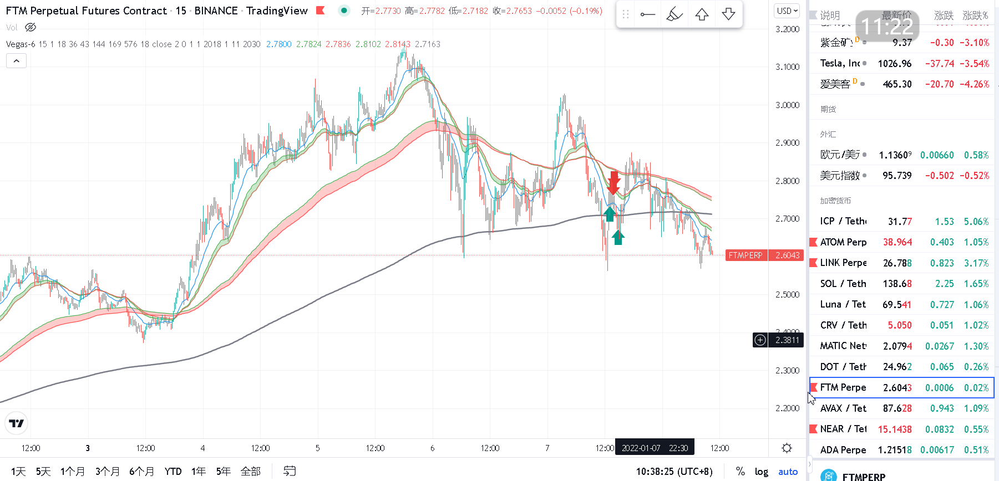 FTM Perpetual Futures Contract · 15 · BINANCE · TradingView 开=2.7730 高=2.7782 低=2.7182 收=2.7653 −0.0052 (−0.19%)
Vol
Vegas-6 15 1 18 36 43 144 169 576 18 close 2 0 1 1 2018 1 11 2030 2.7800 2.7824 2.7836 2.8102 2.8143 2.7163
USD
3.2000
3.1000
3.0000
2.9000
2.8000
2.7000
FTMPERP 2.6043
2.5000
2.4000
2.3811
2.3000
2.2000
12:00 3 12:00 4 12:00 5 12:00 6 12:00 7 12:00 2022-01-07 22:30 12:00
1天 5天 1个月 3个月 6个月 YTD 1年 5年 全部
10:38:25 (UTC+8) % log auto
说明 最新价 涨跌 涨跌%
11:22
紫金矿 D 9.37 −0.30 −3.10%
Tesla, Inc 1026.96 −37.74 −3.54%
爱美客 D 465.30 −20.70 −4.26%
期货
外汇
欧元/美元 1.13609 0.00660 0.58%
美元指数 95.739 −0.502 −0.52%
加密货币
ICP / Teth 31.77 1.53 5.06%
ATOM Perp 38.964 0.403 1.05%
LINK Perpe 26.788 0.823 3.17%
SOL / Teth 138.68 2.25 1.65%
Luna / Tet 69.541 0.727 1.06%
CRV / Teth 5.050 0.051 1.02%
MATIC Net 2.0794 0.0267 1.30%
DOT / Teth 24.962 0.065 0.26%
FTM Perpe 2.6043 0.0006 0.02%
AVAX / Tet 87.628 0.943 1.09%
NEAR / Tet 15.1438 0.0832 0.55%
ADA Perpe 1.21518 0.00617 0.51%
FTMPERP